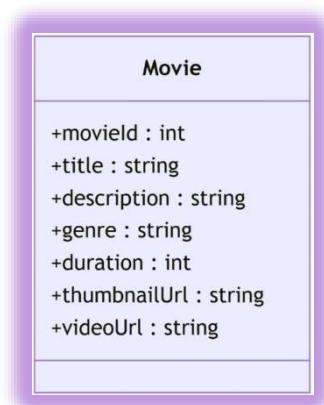 Movie
+movieId : int
+title : string
+description : string
+genre : string
+duration : int
+thumbnailUrl : string
+videoUrl : string